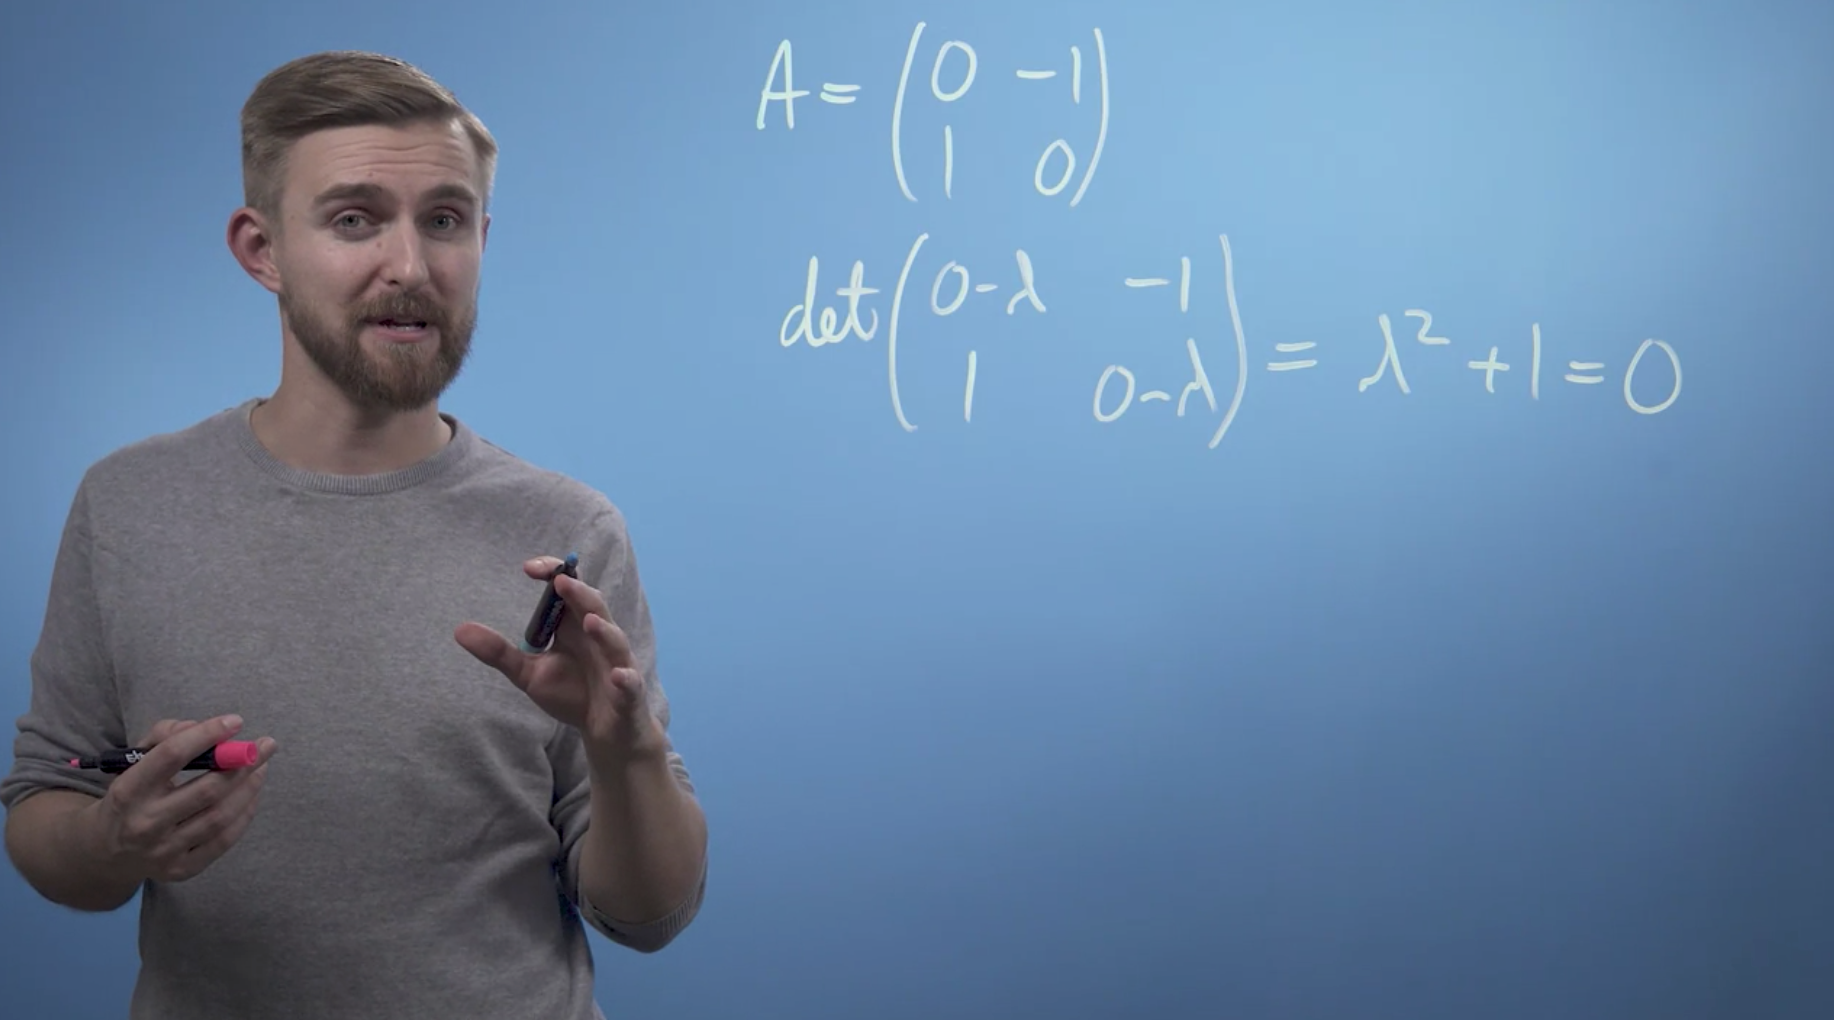 A = ( 0 -1
1 0 )
det ( 0-λ -1
1 0-λ ) = λ² + 1 = 0